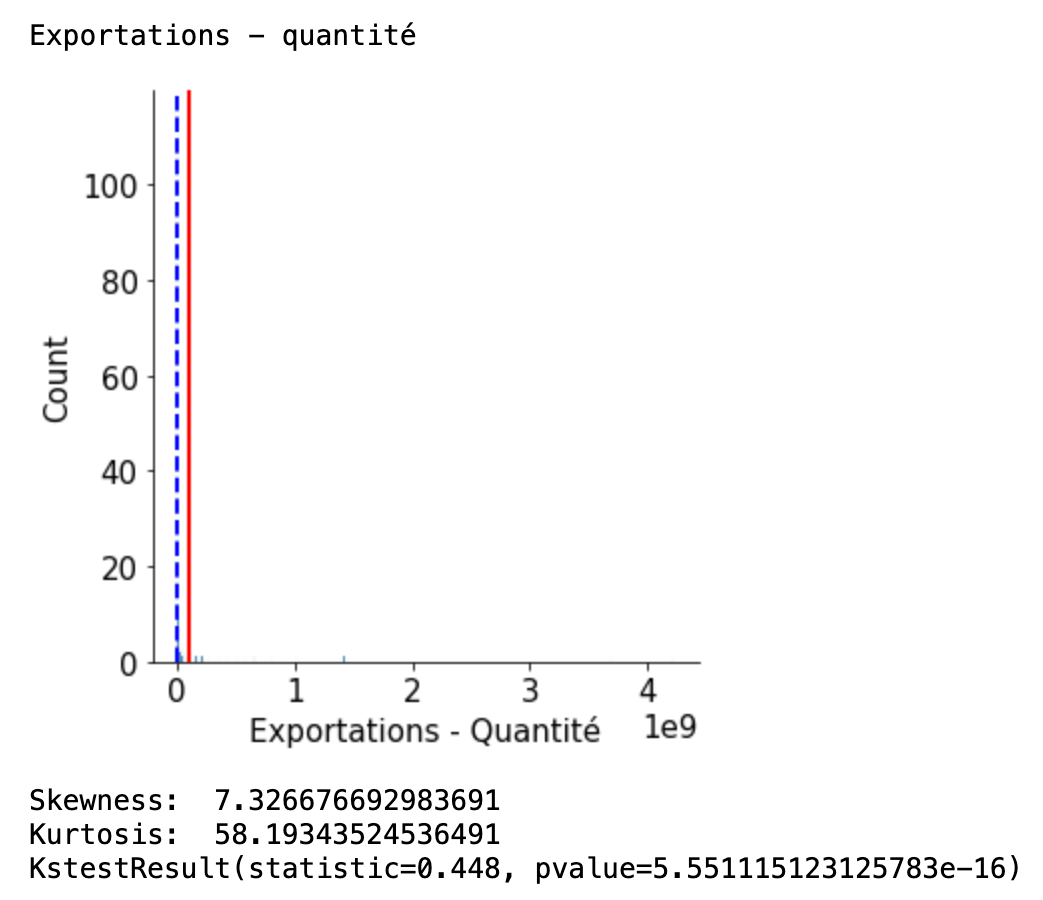 Exportations - quantité
100
80
60
40
20
0
Count
0 1 2 3 4
1e9
Exportations - Quantité
Skewness: 7.326676692983691
Kurtosis: 58.19343524536491
KstestResult(statistic=0.448, pvalue=5.551115123125783e-16)